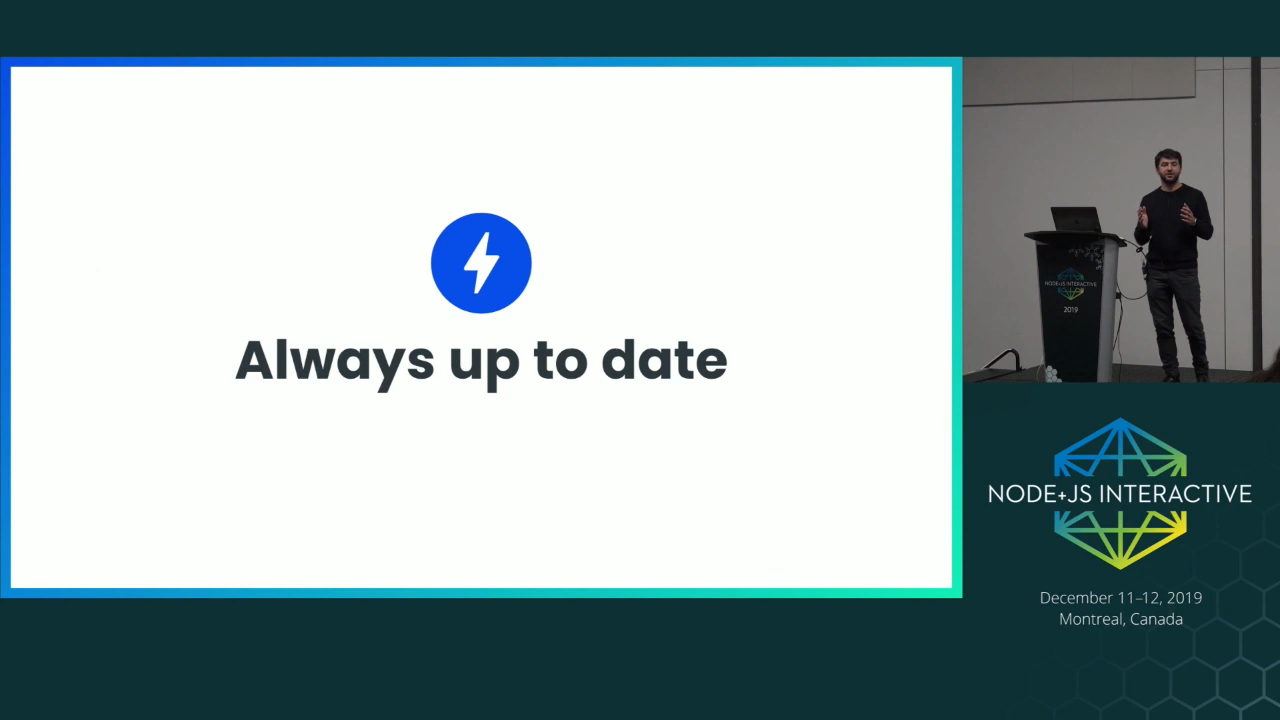 Always up to date
NODE+JS INTERACTIVE
2019
NODE+JS INTERACTIVE
December 11–12, 2019
Montreal, Canada